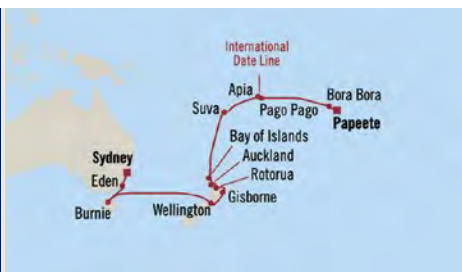 International
Date Line
Apia
Bora Bora
Suva
Pago Pago
Papeete
Bay of Islands
Sydney
Auckland
Eden
Rotorua
Gisborne
Burnie
Wellington